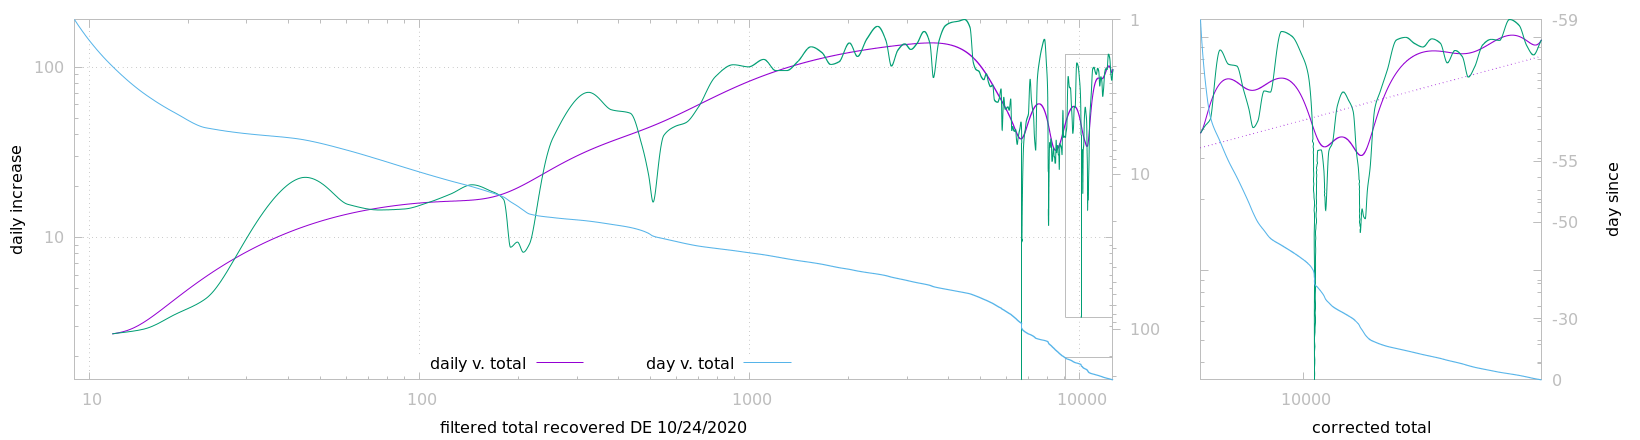 daily increase
100
10
10
100
1000
10000
filtered total recovered DE 10/24/2020
daily v. total
day v. total
1
10
100
10000
corrected total
-59
-55
-50
-30
0
day since